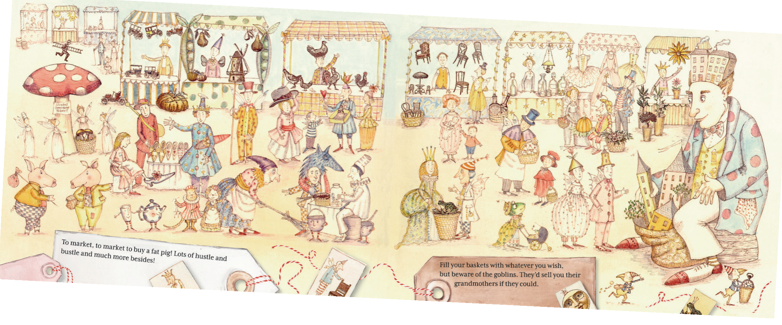 To market, to market to buy a fat pig! Lots of hustle and
bustle and much more besides!
Fill your baskets with whatever you wish,
but beware of the goblins. They'd sell you their
grandmothers if they could.